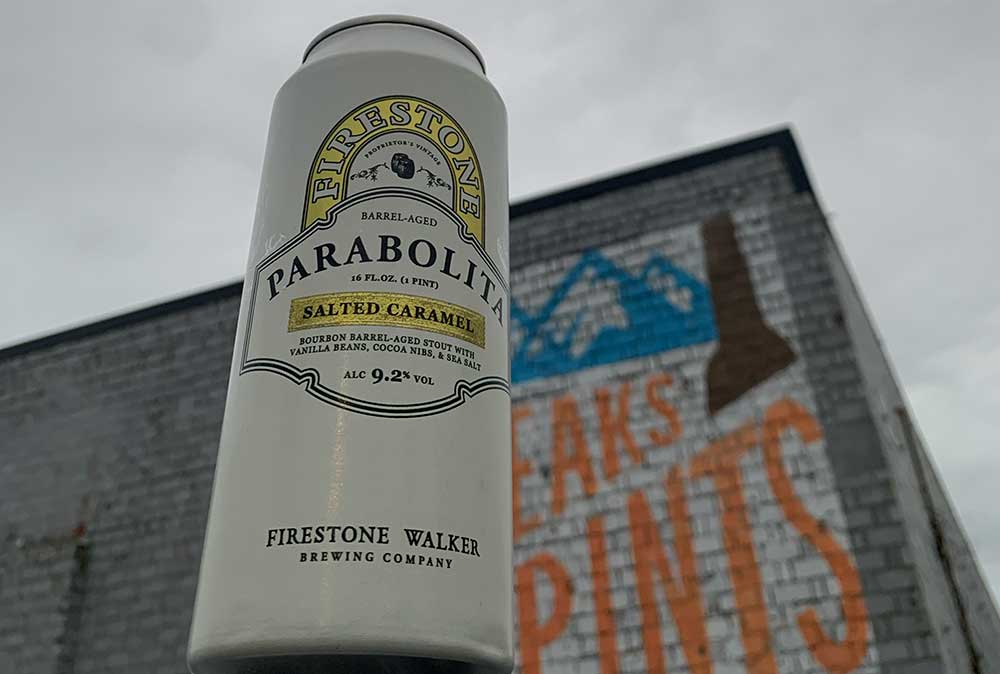 FIRESTONE
PROPRIETOR'S VINTAGE
BARREL-AGED
PARABOLITA
16 FL.OZ. (1 PINT)
SALTED CARAMEL
BOURBON BARREL-AGED STOUT WITH
VANILLA BEANS, COCOA NIBS, & SEA SALT
ALC 9.2% VOL
FIRESTONE WALKER
BREWING COMPANY
EAKS
PINTS